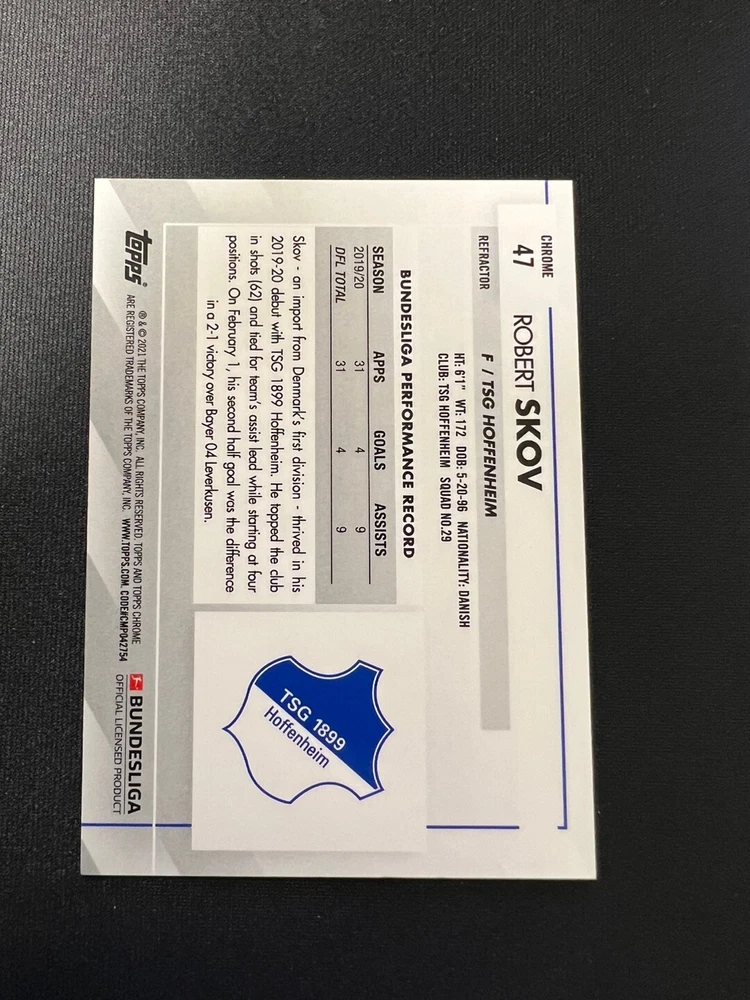 CHROME
47
REFRACTOR
ROBERT SKOV
F / TSG HOFFENHEIM
HT: 6'1" WT: 172 DOB: 5-20-96 NATIONALITY: DANISH
CLUB: TSG HOFFENHEIM SQUAD NO.29
BUNDESLIGA PERFORMANCE RECORD
SEASON APPS GOALS ASSISTS
2019/20 31 4 9
DFL TOTAL 31 4 9
Skov - an import from Denmark's first division - thrived in his
2019-20 debut with TSG 1899 Hoffenheim. He topped the club
in shots (62) and tied for team's assist lead while starting at four
positions. On February 1, his second half goal was the difference
in a 2-1 victory over Bayer 04 Leverkusen.
TSG 1899
Hoffenheim
topps®
® & © 2021 THE TOPPS COMPANY, INC. ALL RIGHTS RESERVED. TOPPS AND TOPPS CHROME
ARE REGISTERED TRADEMARKS OF THE TOPPS COMPANY, INC. WWW.TOPPS.COM. CODE#CMP042754
BUNDESLIGA
OFFICIAL LICENSED PRODUCT